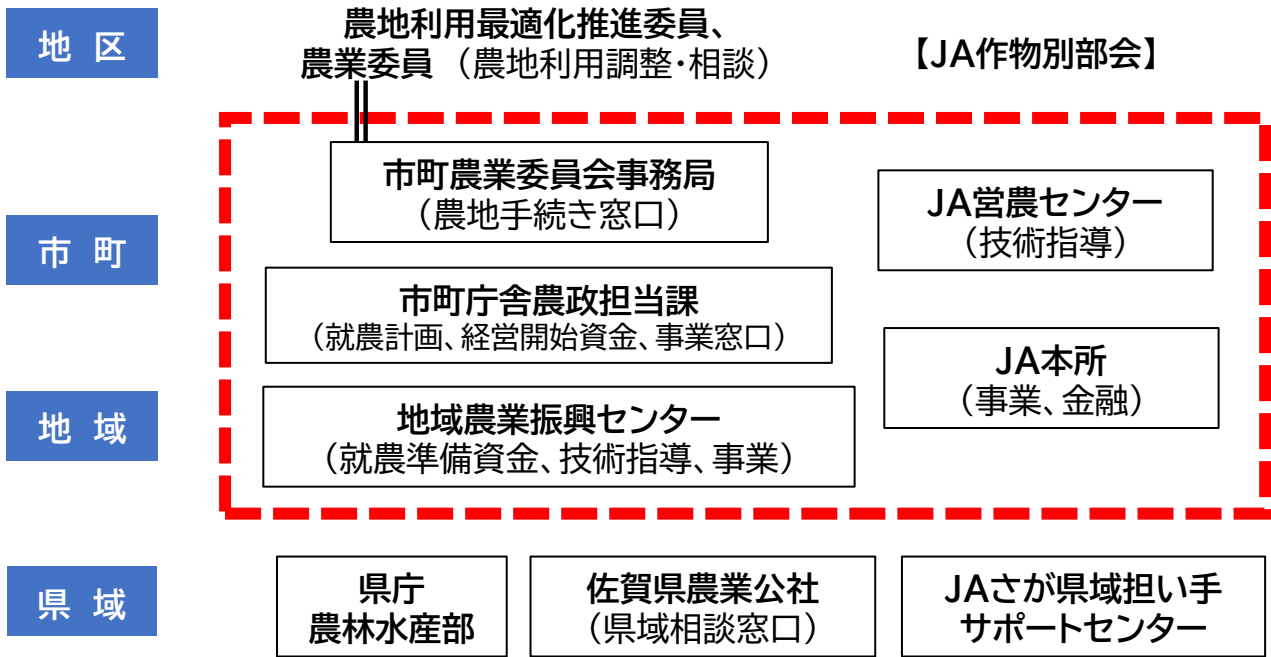 地 区
農地利用最適化推進委員、
農業委員 （農地利用調整・相談）
【JA作物別部会】
市 町
市町農業委員会事務局
（農地手続き窓口）
JA営農センター
（技術指導）
市町庁舎農政担当課
（就農計画、経営開始資金、事業窓口）
JA本所
（事業、金融）
地 域
地域農業振興センター
（就農準備資金、技術指導、事業）
県 域
県庁
農林水産部
佐賀県農業公社
（県域相談窓口）
JAさが県域担い手
サポートセンター